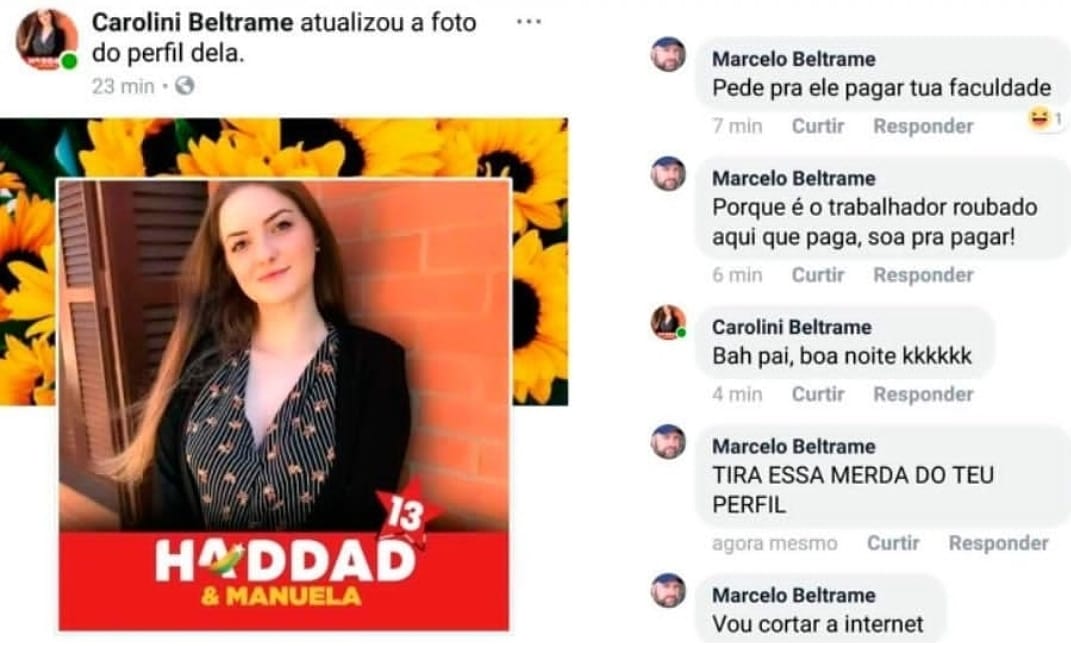 Carolini Beltrame atualizou a foto
do perfil dela.
23 min
13
HADDAD
& MANUELA
Marcelo Beltrame
Pede pra ele pagar tua faculdade
7 min Curtir Responder 1
Marcelo Beltrame
Porque é o trabalhador roubado
aqui que paga, soa pra pagar!
6 min Curtir Responder
Carolini Beltrame
Bah pai, boa noite kkkkkk
4 min Curtir Responder
Marcelo Beltrame
TIRA ESSA MERDA DO TEU
PERFIL
agora mesmo Curtir Responder
Marcelo Beltrame
Vou cortar a internet